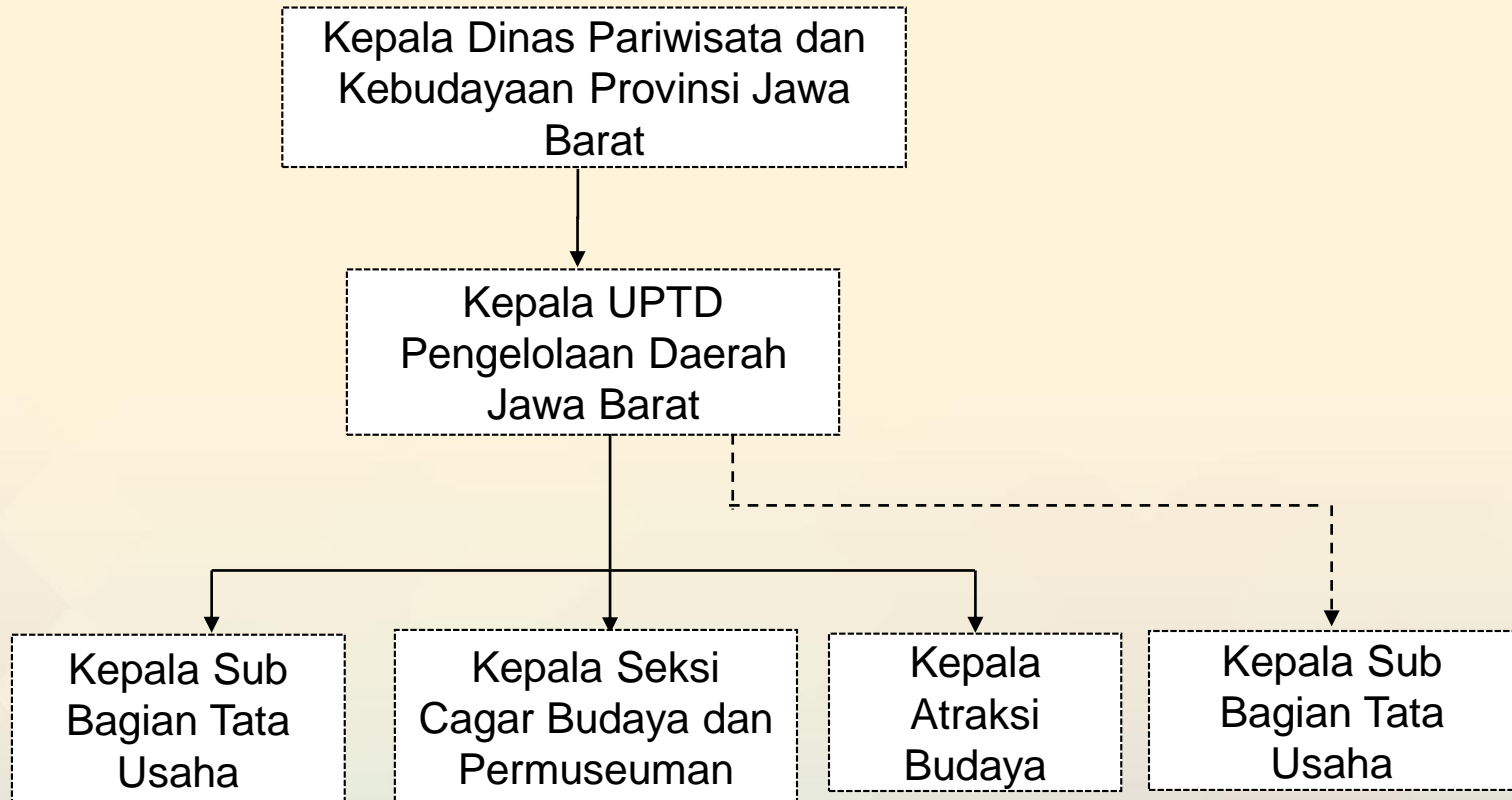 Kepala Dinas Pariwisata dan
Kebudayaan Provinsi Jawa
Barat
Kepala UPTD
Pengelolaan Daerah
Jawa Barat
Kepala Sub
Bagian Tata
Usaha
Kepala Seksi
Cagar Budaya dan
Permuseuman
Kepala
Atraksi
Budaya
Kepala Sub
Bagian Tata
Usaha